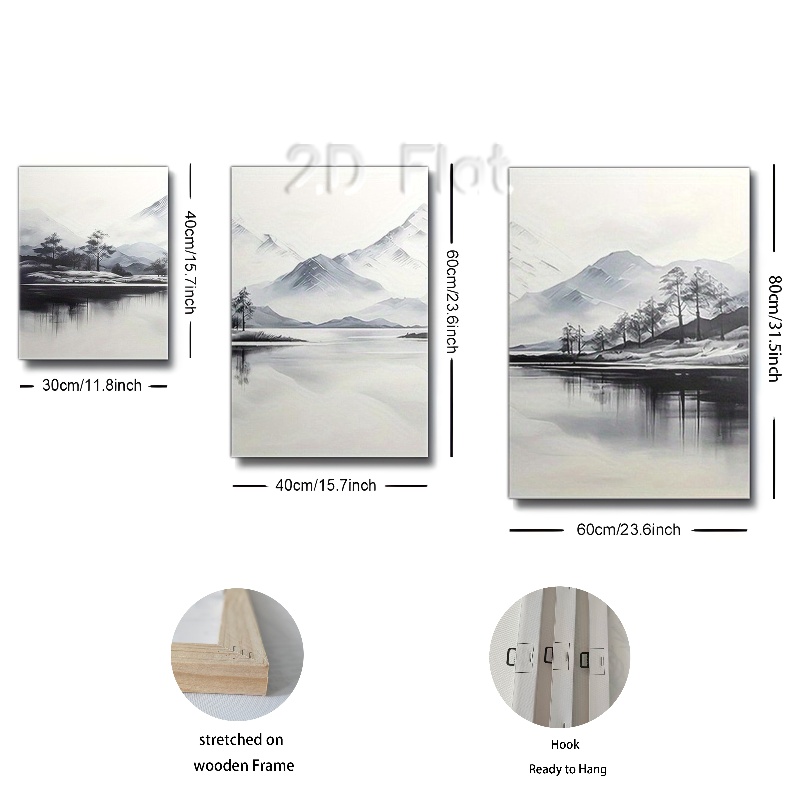 2D Flat
40cm/15.7inch
30cm/11.8inch
60cm/23.6inch
40cm/15.7inch
80cm/31.5inch
60cm/23.6inch
stretched on
wooden Frame
Hook
Ready to Hang